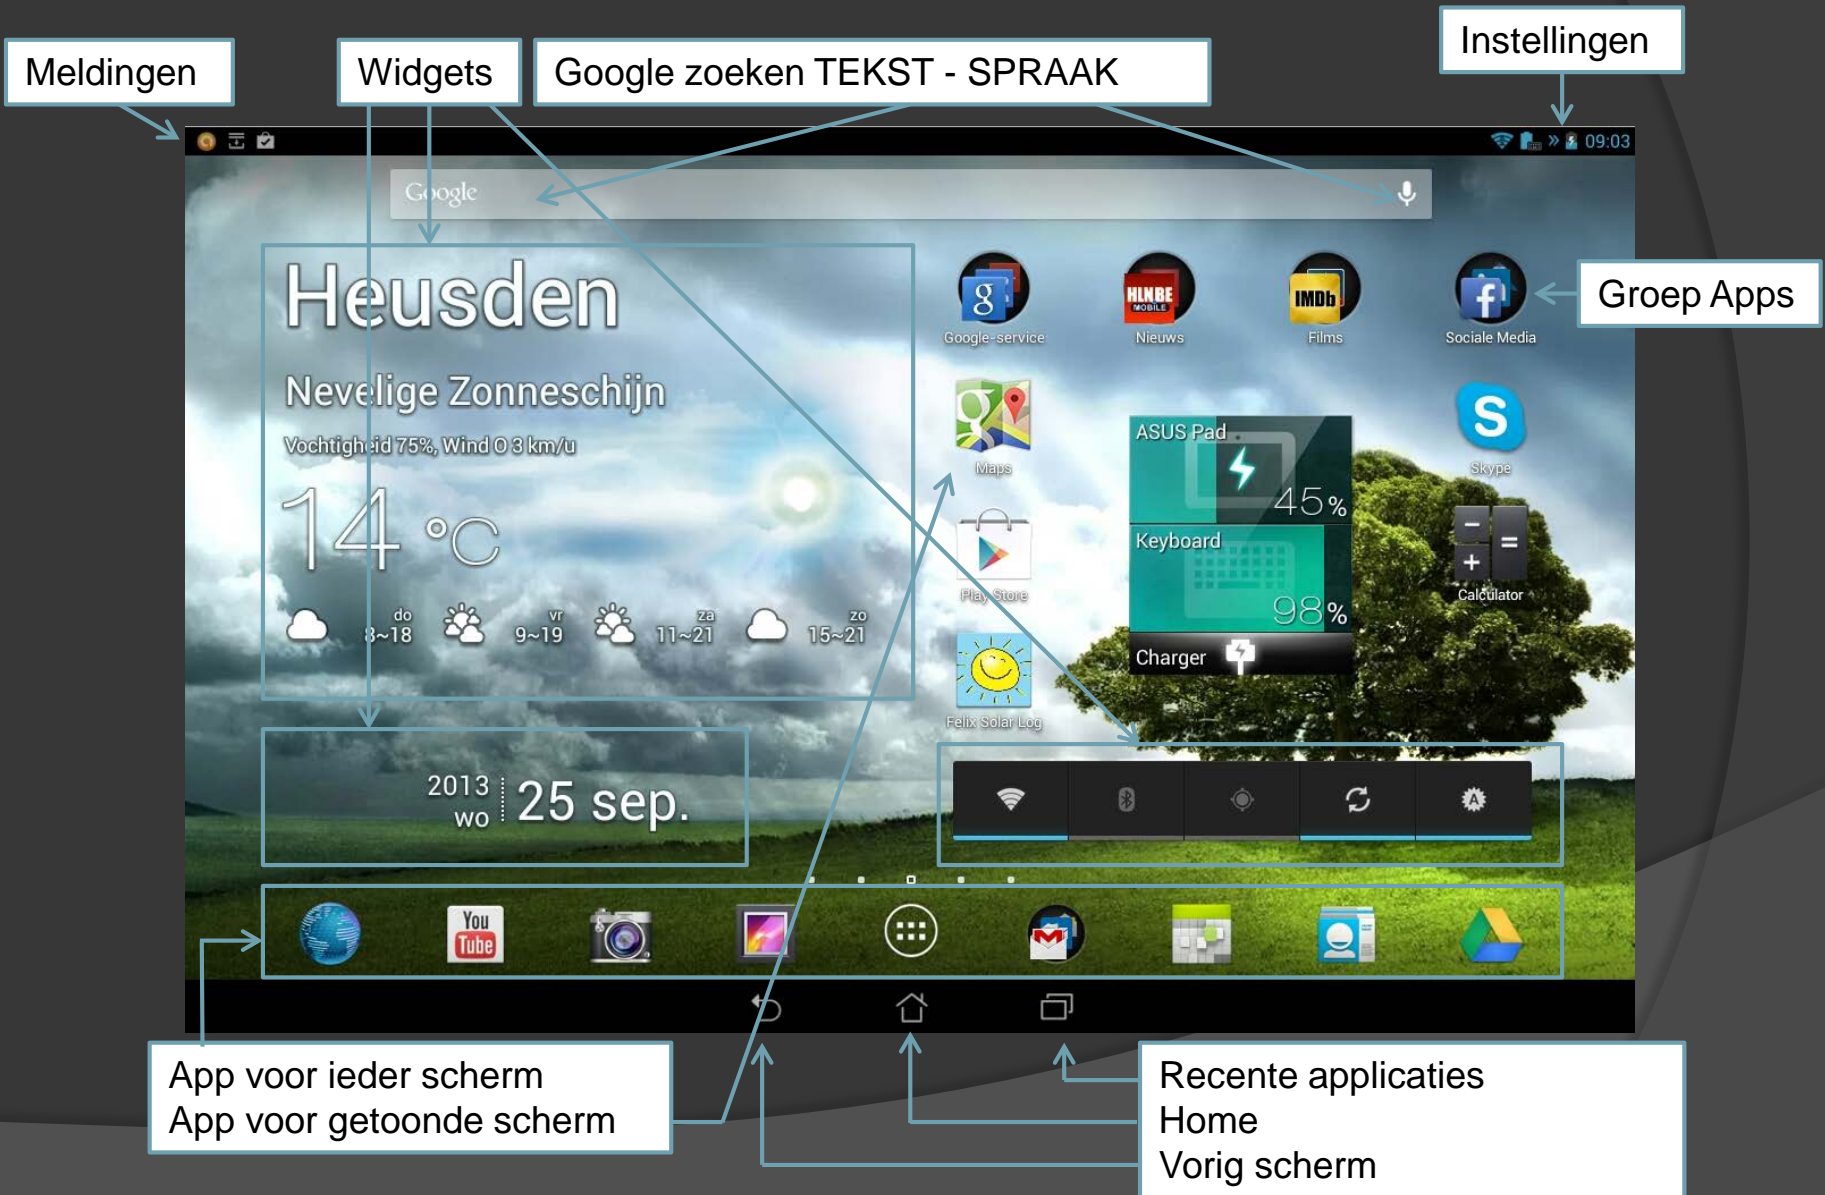 Instellingen
Meldingen
Widgets
Google zoeken TEKST - SPRAAK
09:03
Google
Heusden
Nevelige Zonneschijn
Vochtigheid 75%, Wind O 3 km/u
14 °C
do
8~18
vr
9~19
za
11~21
zo
15~21
Google-service
HLNBE
MOBILE
Nieuws
IMDb
Films
Sociale Media
Groep Apps
Maps
Skype
ASUS Pad
45%
Keyboard
98%
Charger
Play Store
Calculator
Felix Solar Log
2013
wo
25 sep.
You
Tube
App voor ieder scherm
App voor getoonde scherm
Recente applicaties
Home
Vorig scherm